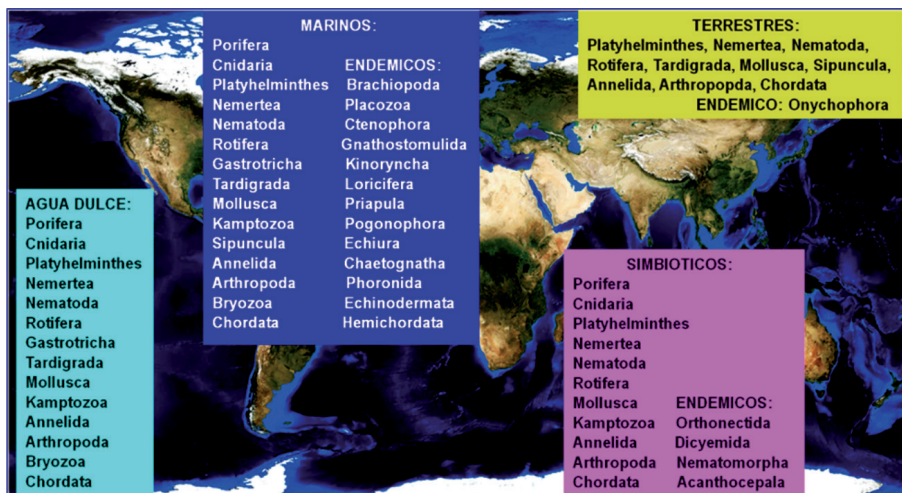 MARINOS:
Porifera
Cnidaria ENDEMICOS:
Platyhelminthes Brachiopoda
Nemertea Placozoa
Nematoda Ctenophora
Rotifera Gnathostomulida
Gastrotricha Kinoryncha
Tardigrada Loricifera
Mollusca Priapula
Kamptozoa Pogonophora
Sipuncula Echiura
Annelida Chaetognatha
Arthropoda Phoronida
Bryozoa Echinodermata
Chordata Hemichordata
TERRESTRES:
Platyhelminthes, Nemertea, Nematoda,
Rotifera, Tardigrada, Mollusca, Sipuncula,
Annelida, Arthropopda, Chordata
ENDEMICO: Onychophora
AGUA DULCE:
Porifera
Cnidaria
Platyhelminthes
Nemertea
Nematoda
Rotifera
Gastrotricha
Tardigrada
Mollusca
Kamptozoa
Annelida
Arthropoda
Bryozoa
Chordata
SIMBIOTICOS:
Porifera
Cnidaria
Platyhelminthes
Nemertea
Nematoda
Rotifera
Mollusca ENDEMICOS:
Kamptozoa Orthonectida
Annelida Dicyemida
Arthropoda Nematomorpha
Chordata Acanthocepala